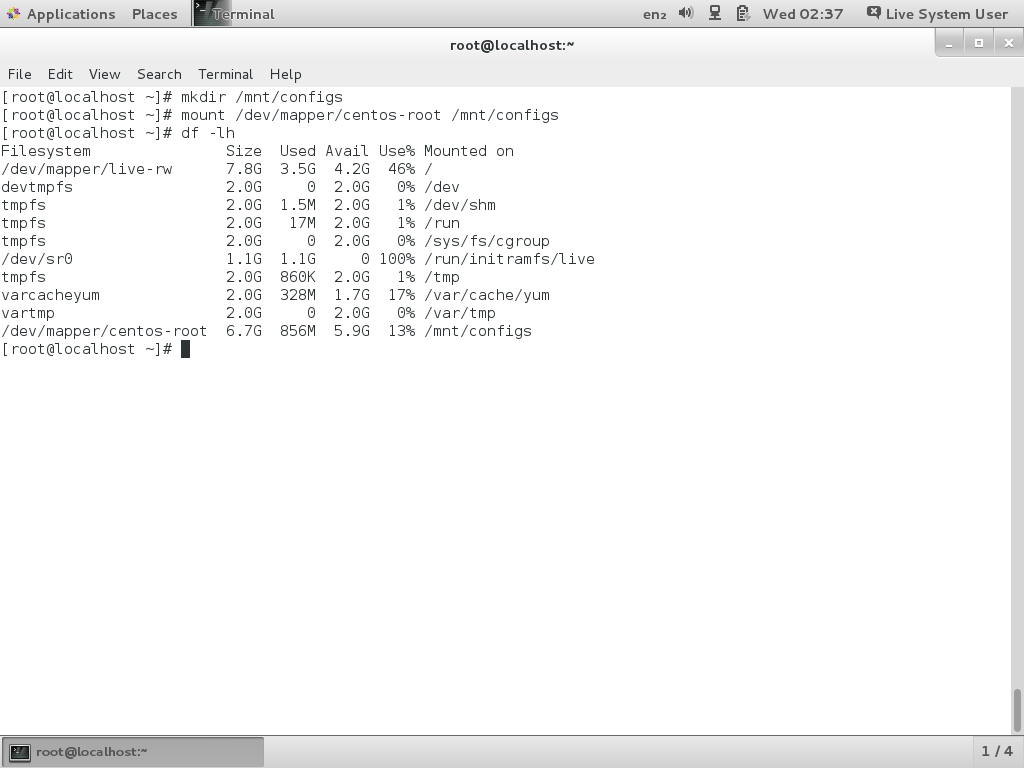 Applications Places Terminal en₂ Wed 02:37 Live System User
root@localhost:~
File Edit View Search Terminal Help
[root@localhost ~]# mkdir /mnt/configs
[root@localhost ~]# mount /dev/mapper/centos-root /mnt/configs
[root@localhost ~]# df -lh
Filesystem               Size  Used Avail Use% Mounted on
/dev/mapper/live-rw      7.8G  3.5G  4.2G  46% /
devtmpfs                 2.0G     0  2.0G   0% /dev
tmpfs                    2.0G  1.5M  2.0G   1% /dev/shm
tmpfs                    2.0G   17M  2.0G   1% /run
tmpfs                    2.0G     0  2.0G   0% /sys/fs/cgroup
/dev/sr0                 1.1G  1.1G     0 100% /run/initramfs/live
tmpfs                    2.0G  860K  2.0G   1% /tmp
varcacheyum              2.0G  328M  1.7G  17% /var/cache/yum
vartmp                   2.0G     0  2.0G   0% /var/tmp
/dev/mapper/centos-root  6.7G  856M  5.9G  13% /mnt/configs
[root@localhost ~]#
root@localhost:~ 1 / 4